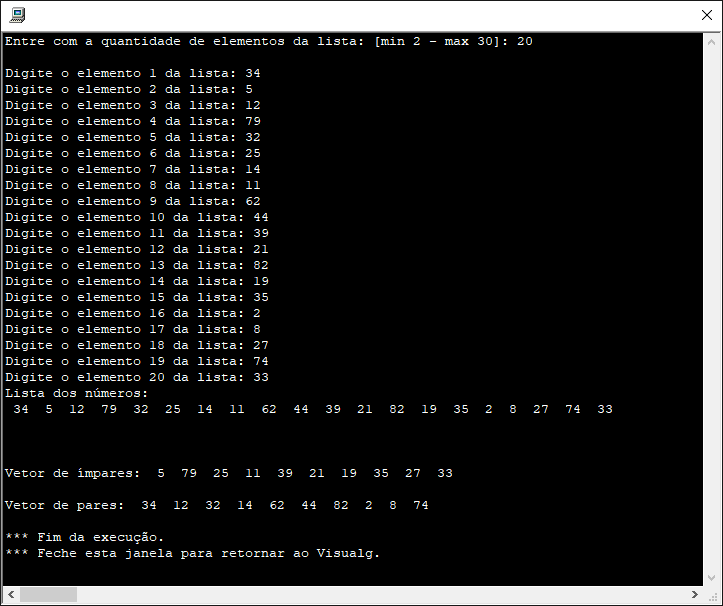 Entre com a quantidade de elementos da lista: [min 2 - max 30]: 20
Digite o elemento 1 da lista: 34
Digite o elemento 2 da lista: 5
Digite o elemento 3 da lista: 12
Digite o elemento 4 da lista: 79
Digite o elemento 5 da lista: 32
Digite o elemento 6 da lista: 25
Digite o elemento 7 da lista: 14
Digite o elemento 8 da lista: 11
Digite o elemento 9 da lista: 62
Digite o elemento 10 da lista: 44
Digite o elemento 11 da lista: 39
Digite o elemento 12 da lista: 21
Digite o elemento 13 da lista: 82
Digite o elemento 14 da lista: 19
Digite o elemento 15 da lista: 35
Digite o elemento 16 da lista: 2
Digite o elemento 17 da lista: 8
Digite o elemento 18 da lista: 27
Digite o elemento 19 da lista: 74
Digite o elemento 20 da lista: 33
Lista dos números:
34 5 12 79 32 25 14 11 62 44 39 21 82 19 35 2 8 27 74 33
Vetor de ímpares: 5 79 25 11 39 21 19 35 27 33
Vetor de pares: 34 12 32 14 62 44 82 2 8 74
*** Fim da execução.
*** Feche esta janela para retornar ao Visualg.